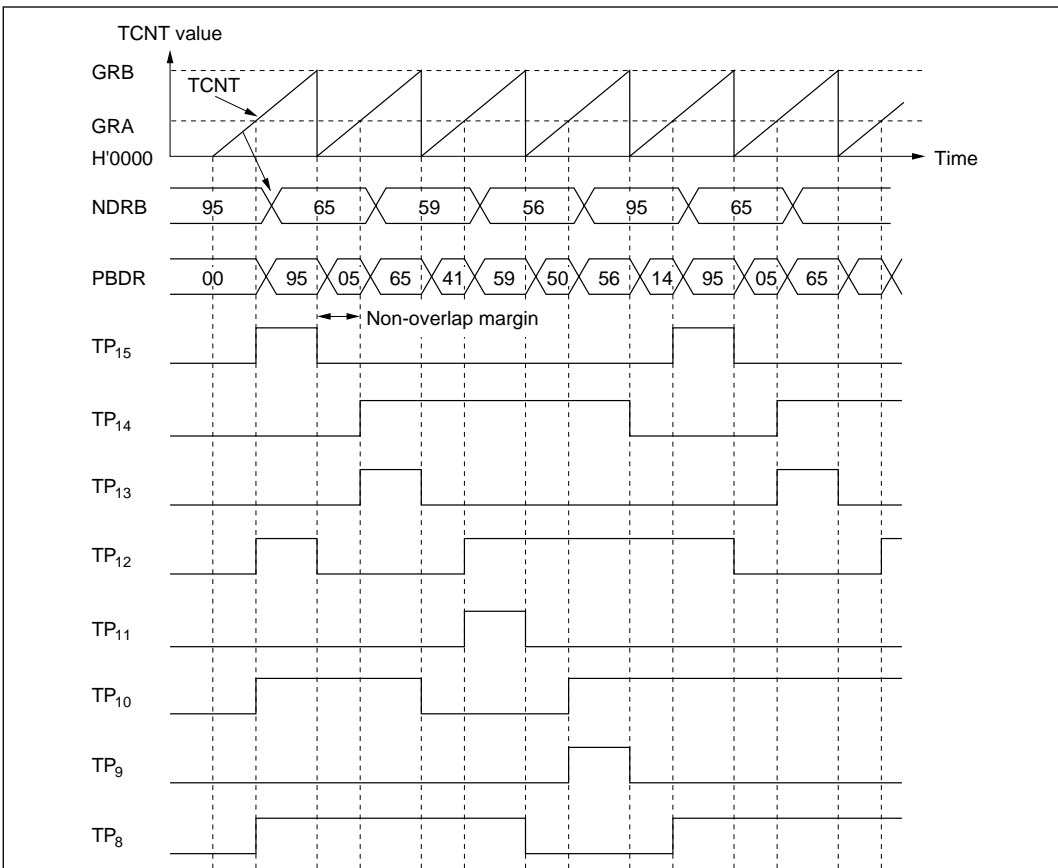 TCNT value
GRB
TCNT
GRA
H'0000
Time
NDRB 95 65 59 56 95 65
PBDR 00 95 05 65 41 59 50 56 14 95 05 65
Non-overlap margin
TP15
TP14
TP13
TP12
TP11
TP10
TP9
TP8